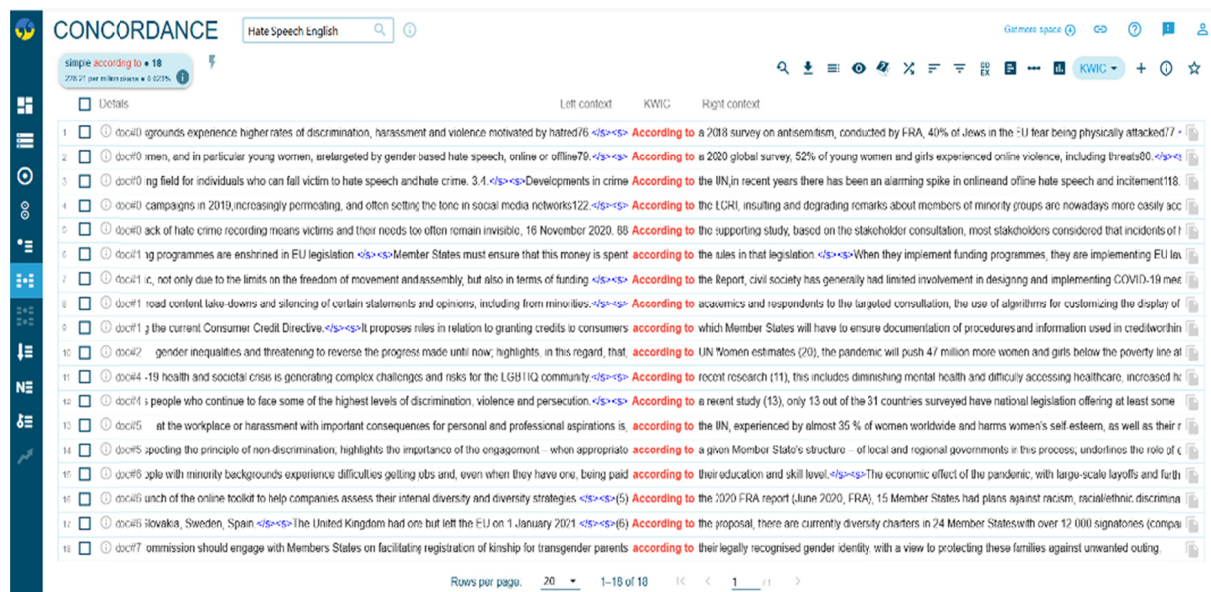 CONCORDANCE
Hate Speech English
Get more space
simple according to • 18
per million tokens • 0.023%
KWIC
Details Left context KWIC Right context
1 doc#0 kgrounds experience higher rates of discrimination, harassment and violence motivated by hatred76 </s><s> According to a 2018 survey on antisemitism, conducted by FRA, 40% of Jews in the EU fear being physically attacked77
2 doc#0 omen, and in particular young women, aretargeted by gender based hate speech, online or offline79.</s><s> According to a 2020 global survey, 52% of young women and girls experienced online violence, including threats80.</s><s
3 doc#0 ng field for individuals who can fall victim to hate speech andhate crime. 3.4.</s><s>Developments in crime According to the UN,in recent years there has been an alarming spike in onlineand offline hate speech and incitement118.
4 doc#0 campaigns in 2019,increasingly permeating, and often setting the tone in social media networks122.</s><s> According to the ECRI, insulting and degrading remarks about members of minority groups are nowadays more easily acc
5 doc#0 ack of hate crime recording means victims and their needs too often remain invisible, 16 November 2020. 88 According to the supporting study, based on the stakeholder consultation, most stakeholders considered that incidents of
6 doc#1 ng programmes are enshrined in EU legislation.</s><s>Member States must ensure that this money is spent according to the rules in that legislation.</s><s>When they implement funding programmes, they are implementing EU law
7 doc#1 ic, not only due to the limits on the freedom of movement andassembly, but also in terms of funding </s><s> According to the Report, civil society has generally had limited involvement in designing and implementing COVID-19 mea
8 doc#1 road content take-downs and silencing of certain statements and opinions, including from minorities.</s><s> According to academics and respondents to the targeted consultation, the use of algorithms for customizing the display of
9 doc#1 g the current Consumer Credit Directive.</s><s>It proposes rules in relation to granting credits to consumers according to which Member States will have to ensure documentation of procedures and information used in creditworthin
10 doc#2 gender inequalities and threatening to reverse the progress made until now; highlights, in this regard, that, according to UN Women estimates (20), the pandemic will push 47 million more women and girls below the poverty line
11 doc#4 -19 health and societal crisis is generating complex challenges and risks for the LGBTIQ community.</s><s> According to recent research (11), this includes diminishing mental health and difficulty accessing healthcare, increased
12 doc#4 s people who continue to face some of the highest levels of discrimination, violence and persecution.</s><s> According to a recent study (13), only 13 out of the 31 countries surveyed have national legislation offering at least some
13 doc#5 at the workplace or harassment with important consequences for personal and professional aspirations is, according to the UN, experienced by almost 35 % of women worldwide and harms women's self-esteem, as well as their r
14 doc#5 specting the principle of non-discrimination; highlights the importance of the engagement – when appropriate according to a given Member State's structure – of local and regional governments in this process; underlines the role of
15 doc#6 ople with minority backgrounds experience difficulties getting jobs and, even when they have one, being paid according to their education and skill level.</s><s>The economic effect of the pandemic, with large-scale layoffs and furth
16 doc#6 unch of the online toolkit to help companies assess their internal diversity and diversity strategies </s><s>(5) According to the 2020 FRA report (June 2020, FRA), 15 Member States had plans against racism, racial/ethnic discrimina
17 doc#6 Slovakia, Sweden, Spain </s><s>The United Kingdom had one but left the EU on 1 January 2021 </s><s>(6) According to the proposal, there are currently diversity charters in 24 Member Stateswith over 12 000 signatories (compa
18 doc#7 ommission should engage with Members States on facilitating registration of kinship for transgender parents according to their legally recognised gender identity, with a view to protecting these families against unwanted outing.
Rows per page: 20 1–18 of 18 1 /1